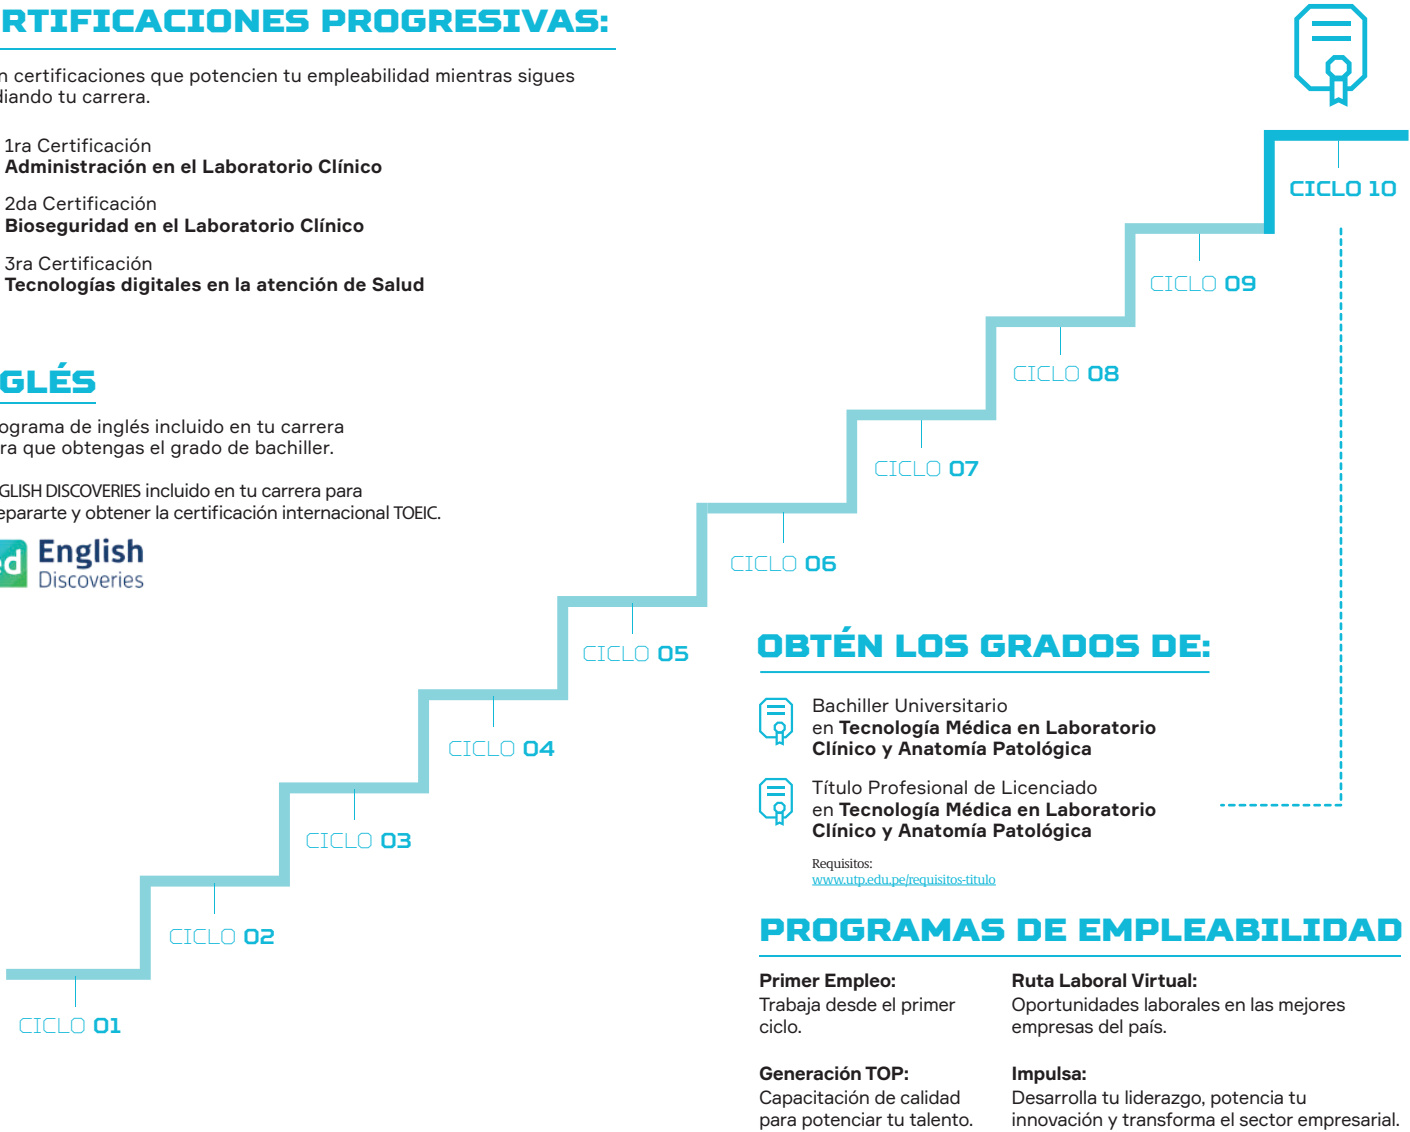 RTIFICACIONES PROGRESIVAS:
n certificaciones que potencien tu empleabilidad mientras sigues
diando tu carrera.
1ra Certificación
Administración en el Laboratorio Clínico
2da Certificación
Bioseguridad en el Laboratorio Clínico
3ra Certificación
Tecnologías digitales en la atención de Salud
GLÉS
ograma de inglés incluido en tu carrera
ra que obtengas el grado de bachiller.
GLISH DISCOVERIES incluido en tu carrera para
epararte y obtener la certificación internacional TOEIC.
ed English
Discoveries
CICLO 10
CICLO 09
CICLO 08
CICLO 07
CICLO 06
CICLO 05
CICLO 04
CICLO 03
CICLO 02
CICLO 01
OBTÉN LOS GRADOS DE:
Bachiller Universitario
en Tecnología Médica en Laboratorio
Clínico y Anatomía Patológica
Título Profesional de Licenciado
en Tecnología Médica en Laboratorio
Clínico y Anatomía Patológica
Requisitos:
www.utp.edu.pe/requisitos-titulo
PROGRAMAS DE EMPLEABILIDAD
Primer Empleo:
Trabaja desde el primer
ciclo.
Ruta Laboral Virtual:
Oportunidades laborales en las mejores
empresas del país.
Generación TOP:
Capacitación de calidad
para potenciar tu talento.
Impulsa:
Desarrolla tu liderazgo, potencia tu
innovación y transforma el sector empresarial.